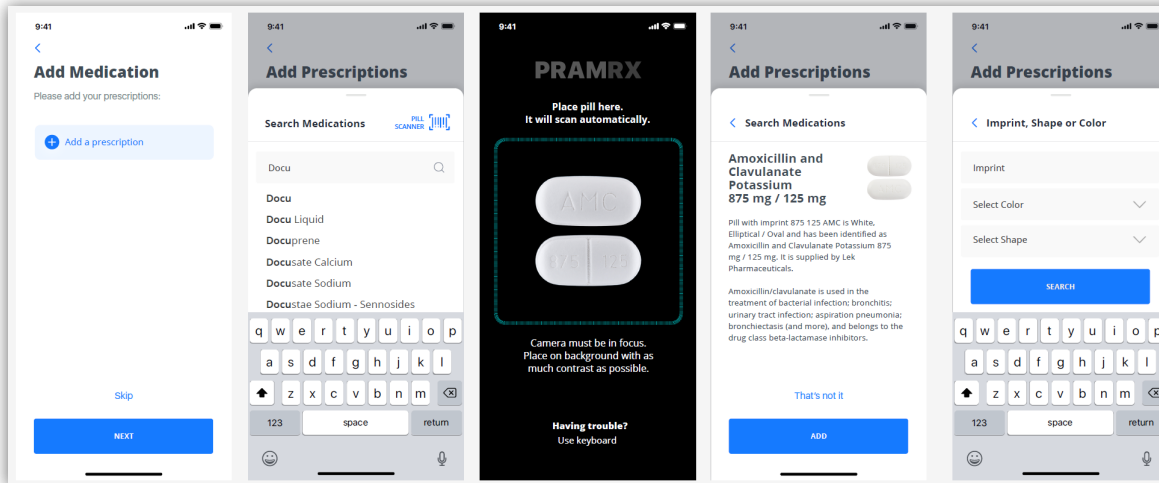 9:41
Add Medication
Please add your prescriptions:
Add a prescription
Skip
NEXT
9:41
Add Prescriptions
Search Medications
PILL
SCANNER
Docu
Docu
Docu Liquid
Docuprene
Docusate Calcium
Docusate Sodium
Docustae Sodium - Sennosides
q w e r t y u i o p
a s d f g h j k l
z x c v b n m
123 space return
9:41
PRAMRX
Place pill here.
It will scan automatically.
AMC
875 125
Camera must be in focus.
Place on background with as
much contrast as possible.
Having trouble?
Use keyboard
9:41
Add Prescriptions
Search Medications
Amoxicillin and
Clavulanate
Potassium
875 mg / 125 mg
Pill with imprint 875 125 AMC is White,
Elliptical / Oval and has been identified as
Amoxicillin and Clavulanate Potassium 875
mg / 125 mg. It is supplied by Lek
Pharmaceuticals.
Amoxicillin/clavulanate is used in the
treatment of bacterial infection; bronchitis;
urinary tract infection; aspiration pneumonia;
bronchiectasis (and more), and belongs to the
drug class beta-lactamase inhibitors.
That's not it
ADD
9:41
Add Prescriptions
Imprint, Shape or Color
Imprint
Select Color
Select Shape
SEARCH
q w e r t y u i o p
a s d f g h j k l
z x c v b n m
123 space return